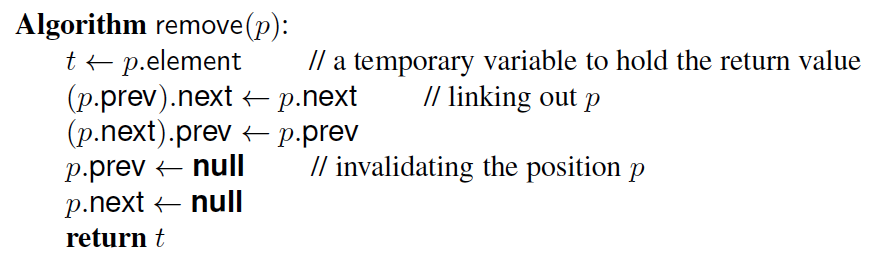 Algorithm remove(p):
t ← p.element // a temporary variable to hold the return value
(p.prev).next ← p.next // linking out p
(p.next).prev ← p.prev
p.prev ← null // invalidating the position p
p.next ← null
return t